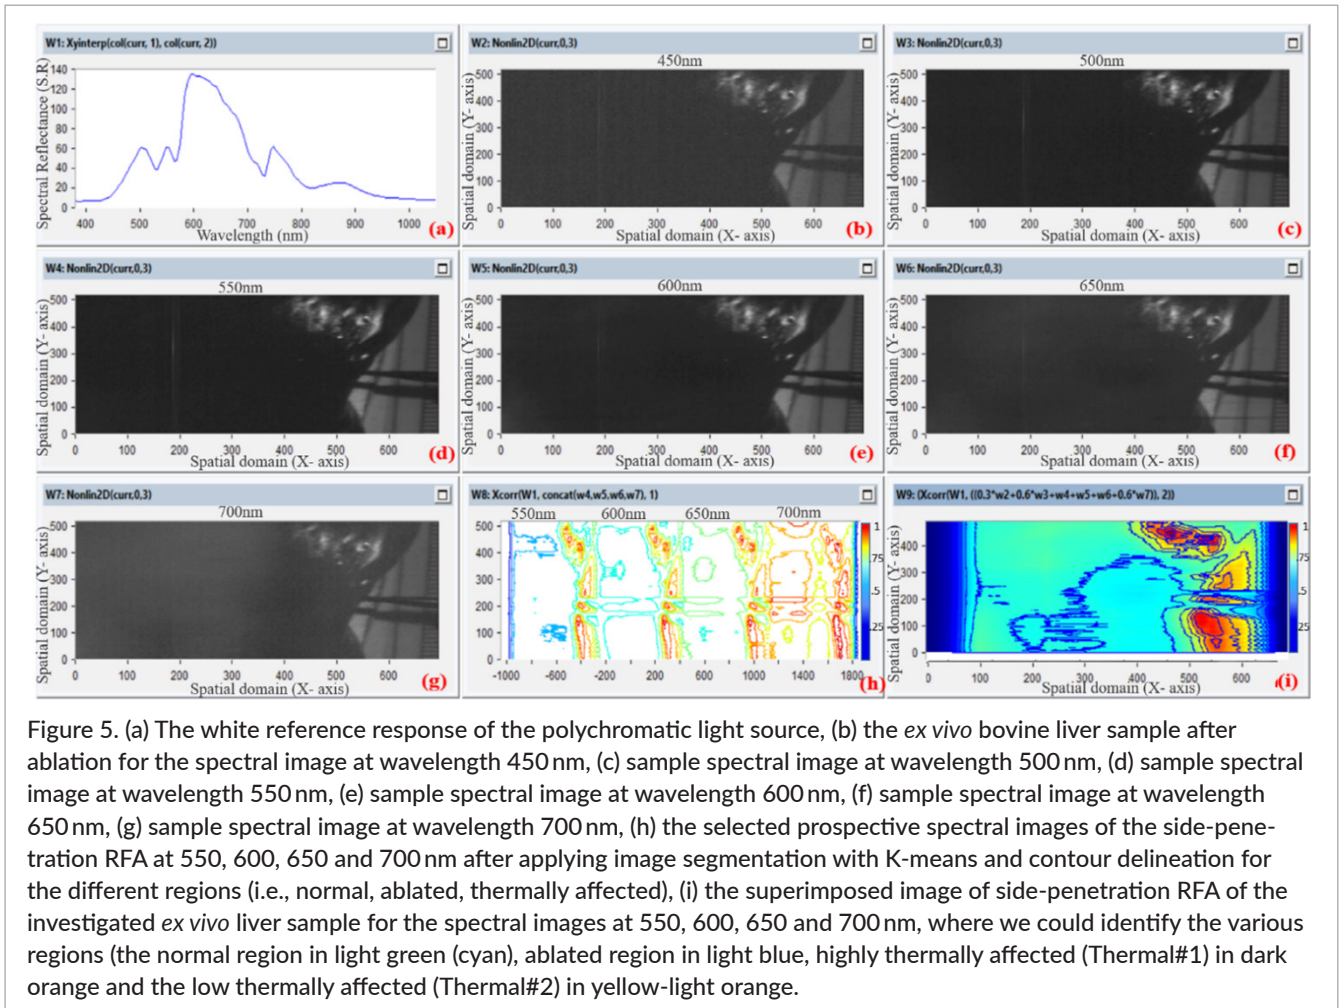 W1: Xyinterp(col(curr, 1), col(curr, 2))
Spectral Reflectance (S.R)
140
120
100
80
60
40
20
0
400 500 600 700 800 900 1000
Wavelength (nm)
(a)
W2: Nonlin2D(curr,0,3)
450nm
Spatial domain (Y- axis)
500
400
300
200
100
0
0 100 200 300 400 500 600
Spatial domain (X- axis)
(b)
W3: Nonlin2D(curr,0,3)
500nm
Spatial domain (Y- axis)
500
400
300
200
100
0
0 100 200 300 400 500 600
Spatial domain (X- axis)
(c)
W4: Nonlin2D(curr,0,3)
550nm
Spatial domain (Y- axis)
500
400
300
200
100
0
0 100 200 300 400 500 600
Spatial domain (X- axis)
(d)
W5: Nonlin2D(curr,0,3)
600nm
Spatial domain (Y- axis)
500
400
300
200
100
0
0 100 200 300 400 500 600
Spatial domain (X- axis)
(e)
W6: Nonlin2D(curr,0,3)
650nm
Spatial domain (Y- axis)
500
400
300
200
100
0
0 100 200 300 400 500 600
Spatial domain (X- axis)
(f)
W7: Nonlin2D(curr,0,3)
700nm
Spatial domain (Y- axis)
500
400
300
200
100
0
0 100 200 300 400 500 600
Spatial domain (X- axis)
(g)
W8: Xcorr(W1, concat(w4,w5,w6,w7), 1)
550nm 600nm 650nm 700nm
Spatial domain (Y- axis)
500
400
300
200
100
0
-1000 -600 -200 200 600 1000 1400 1800
1
.75
.5
.25
(h)
W9: (Xcorr(W1, ((0.3*w2+0.6*w3+w4+w5+w6+0.6*w7)), 2))
Spatial domain (Y- axis)
400
300
200
100
0
0 100 200 300 400 500 600
Spatial domain (X- axis)
1
.75
.5
.25
(i)
Figure 5. (a) The white reference response of the polychromatic light source, (b) the ex vivo bovine liver sample after
ablation for the spectral image at wavelength 450 nm, (c) sample spectral image at wavelength 500 nm, (d) sample spectral
image at wavelength 550 nm, (e) sample spectral image at wavelength 600 nm, (f) sample spectral image at wavelength
650 nm, (g) sample spectral image at wavelength 700 nm, (h) the selected prospective spectral images of the side-pene-
tration RFA at 550, 600, 650 and 700 nm after applying image segmentation with K-means and contour delineation for
the different regions (i.e., normal, ablated, thermally affected), (i) the superimposed image of side-penetration RFA of the
investigated ex vivo liver sample for the spectral images at 550, 600, 650 and 700 nm, where we could identify the various
regions (the normal region in light green (cyan), ablated region in light blue, highly thermally affected (Thermal#1) in dark
orange and the low thermally affected (Thermal#2) in yellow-light orange.